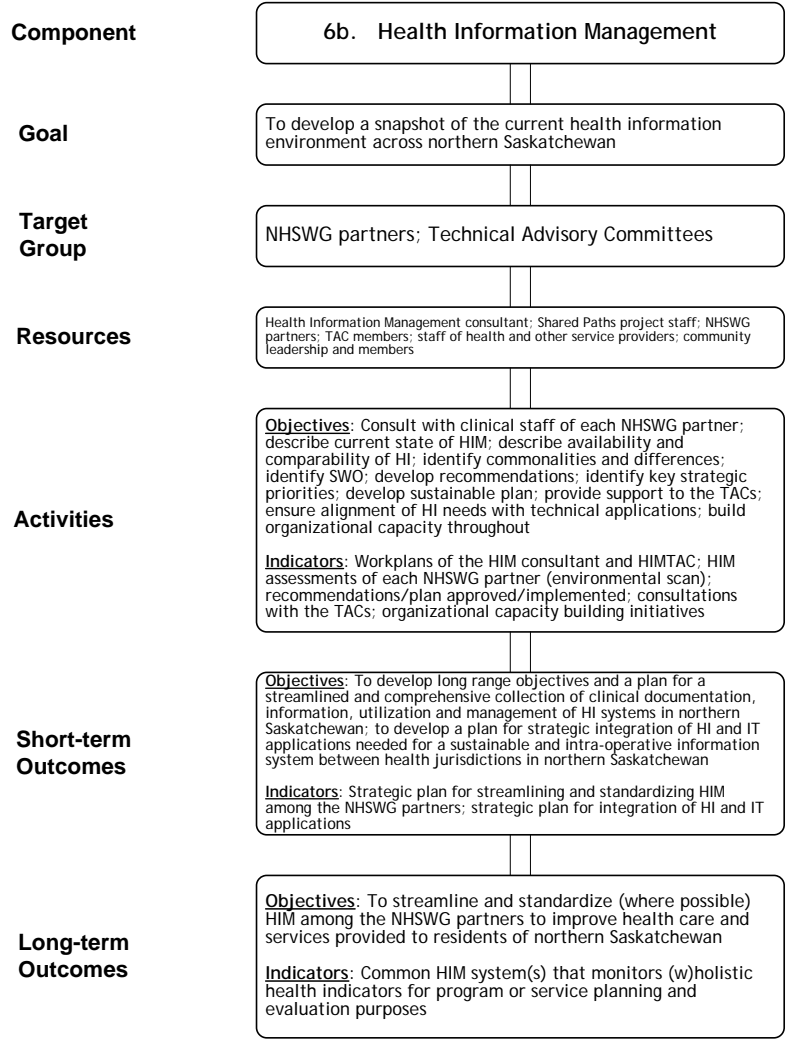 Component
6b. Health Information Management
Goal
To develop a snapshot of the current health information
environment across northern Saskatchewan
Target
Group
NHSWG partners; Technical Advisory Committees
Resources
Health Information Management consultant; Shared Paths project staff; NHSWG
partners; TAC members; staff of health and other service providers; community
leadership and members
Activities
Objectives: Consult with clinical staff of each NHSWG partner;
describe current state of HIM; describe availability and
comparability of HI; identify commonalities and differences;
identify SWO; develop recommendations; identify key strategic
priorities; develop sustainable plan; provide support to the TACs;
ensure alignment of HI needs with technical applications; build
organizational capacity throughout
Indicators: Workplans of the HIM consultant and HIMTAC; HIM
assessments of each NHSWG partner (environmental scan);
recommendations/plan approved/implemented; consultations
with the TACs; organizational capacity building initiatives
Short-term
Outcomes
Objectives: To develop long range objectives and a plan for a
streamlined and comprehensive collection of clinical documentation,
information, utilization and management of HI systems in northern
Saskatchewan; to develop a plan for strategic integration of HI and IT
applications needed for a sustainable and intra-operative information
system between health jurisdictions in northern Saskatchewan
Indicators: Strategic plan for streamlining and standardizing HIM
among the NHSWG partners; strategic plan for integration of HI and IT
applications
Long-term
Outcomes
Objectives: To streamline and standardize (where possible)
HIM among the NHSWG partners to improve health care and
services provided to residents of northern Saskatchewan
Indicators: Common HIM system(s) that monitors (w)holistic
health indicators for program or service planning and
evaluation purposes